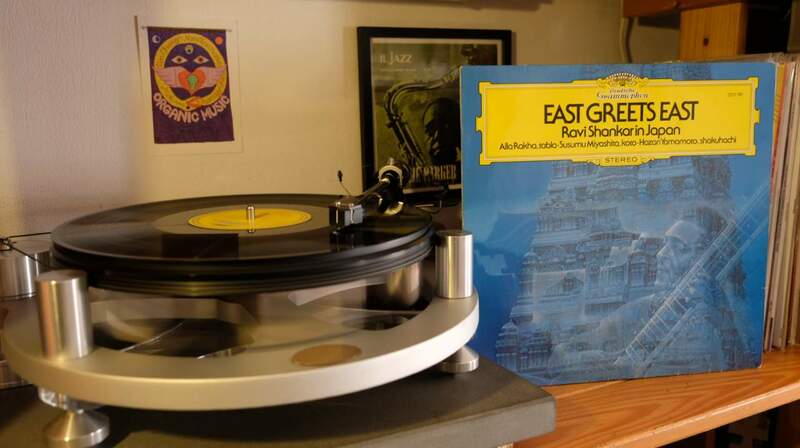 ORGANIC MUSIC
IL JAZZ
Grammophon
EAST GREETS EAST
Ravi Shankar in Japan
Alla Rakha, tabla · Susumu Miyashita, koto · Hozan Yamamoto, shakuhachi
STEREO